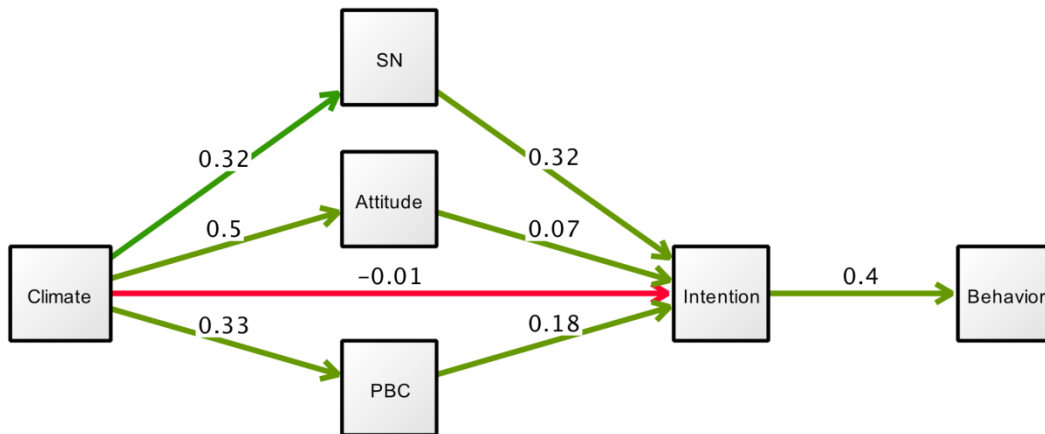 SN
0.32
0.32
Attitude
0.5
0.07
Climate
−0.01
Intention
0.4
Behavior
0.33
0.18
PBC